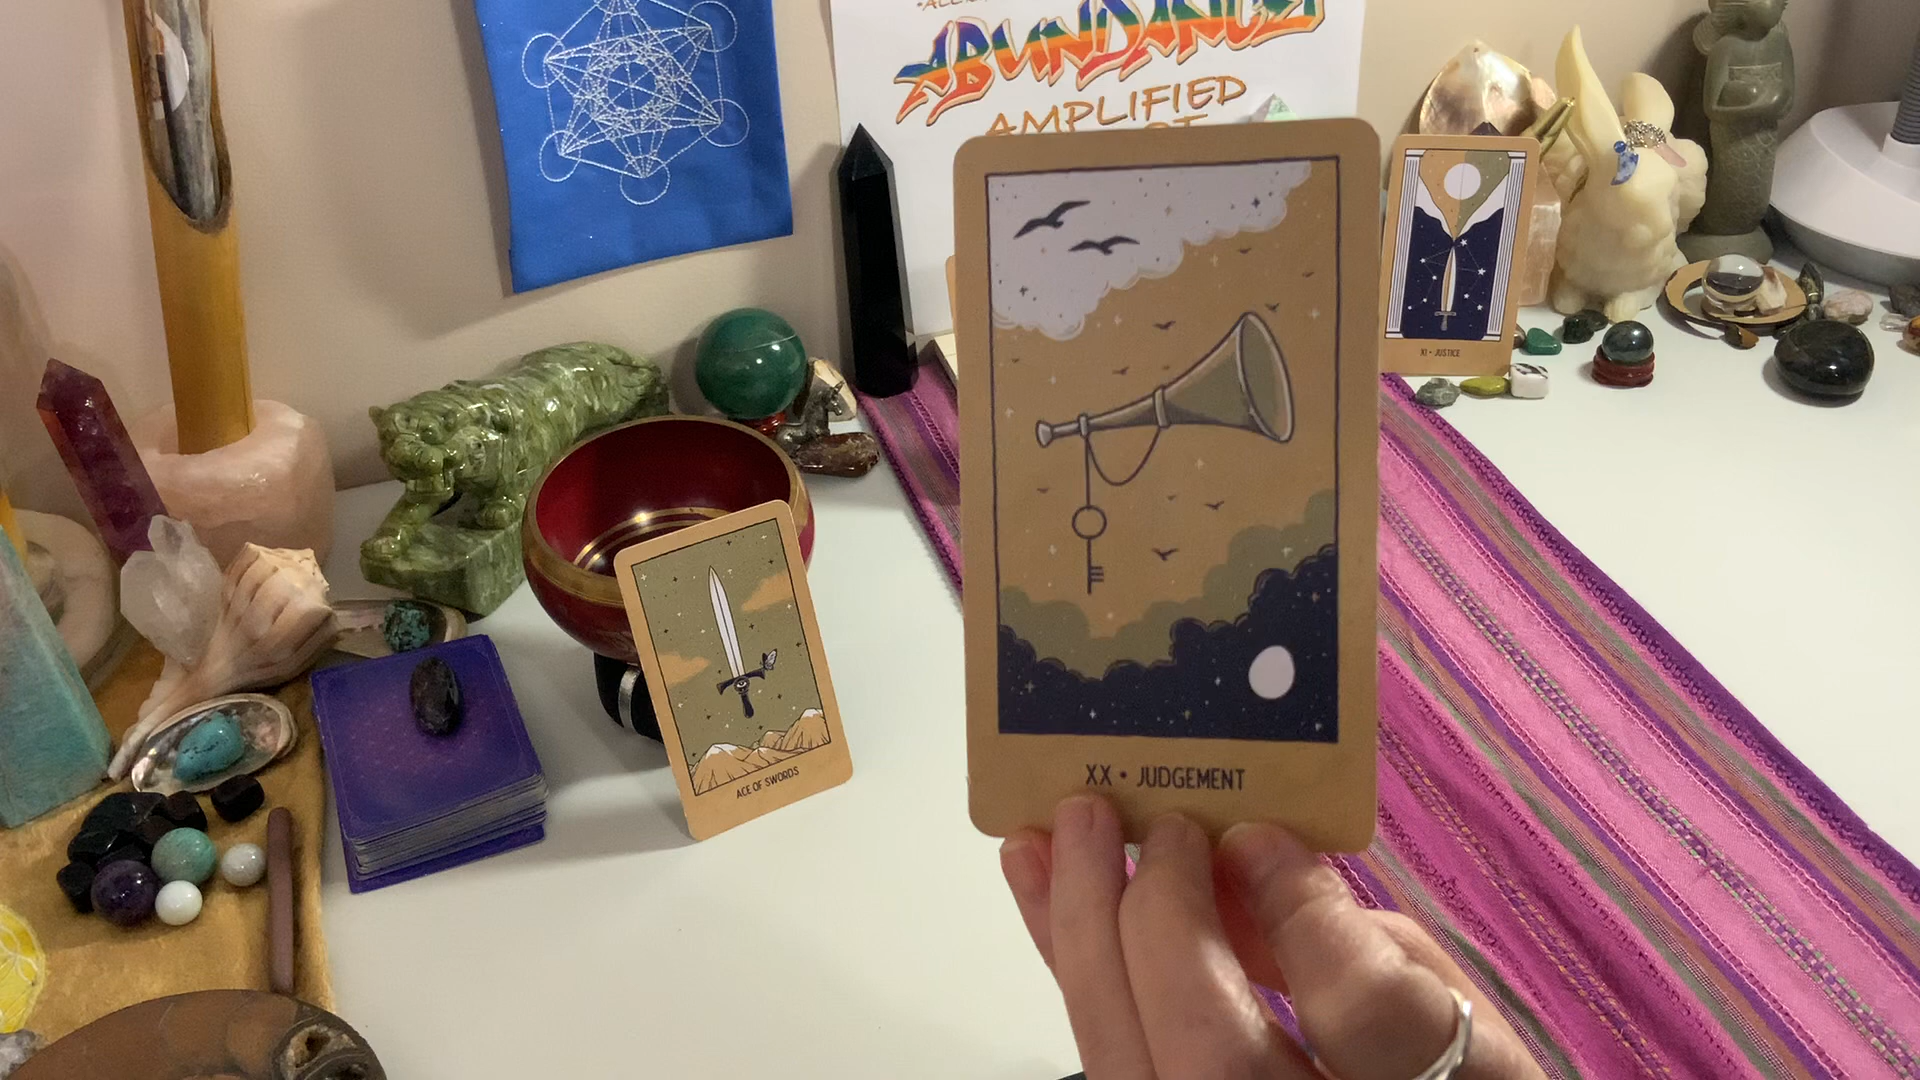 ABUNDANCE
AMPLIFIED
XI • JUSTICE
ACE OF SWORDS
XX • JUDGEMENT